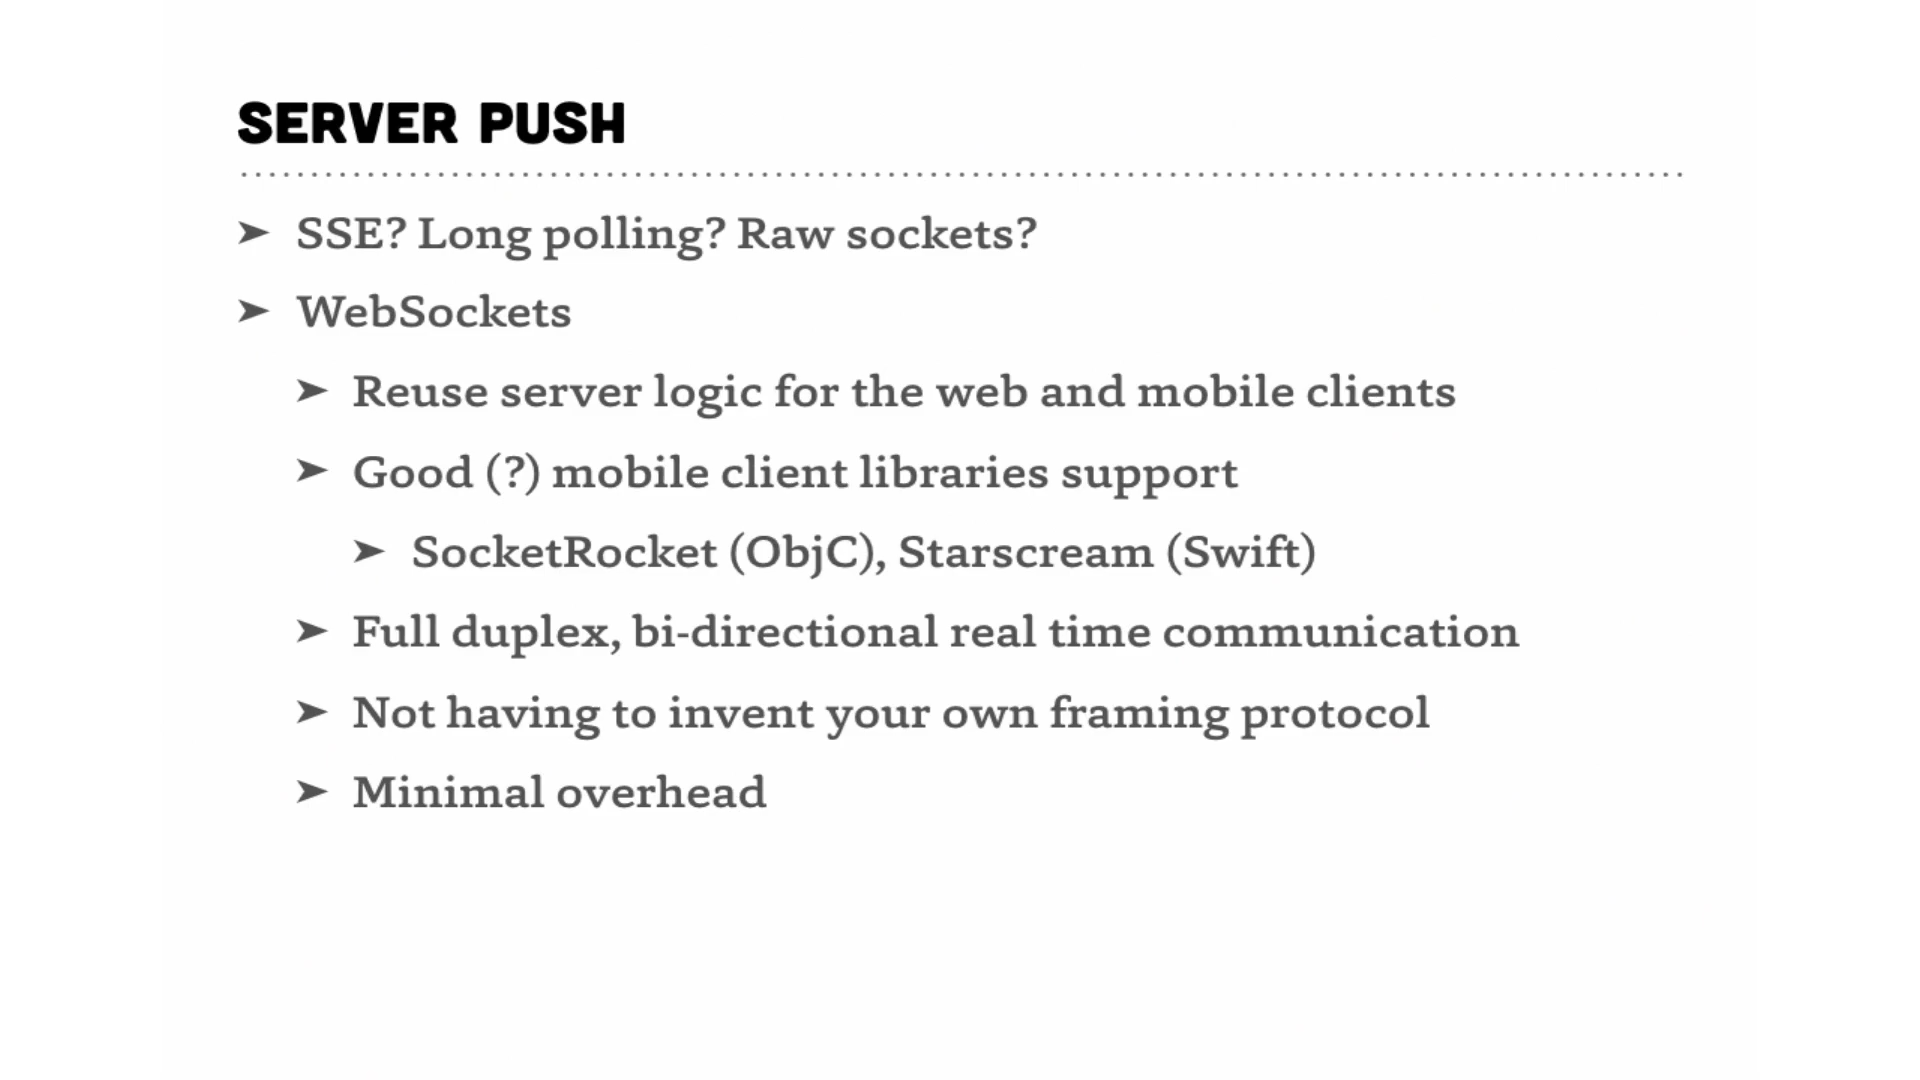 SERVER PUSH
➤ SSE? Long polling? Raw sockets?
➤ WebSockets
➤ Reuse server logic for the web and mobile clients
➤ Good (?) mobile client libraries support
➤ SocketRocket (ObjC), Starscream (Swift)
➤ Full duplex, bi-directional real time communication
➤ Not having to invent your own framing protocol
➤ Minimal overhead